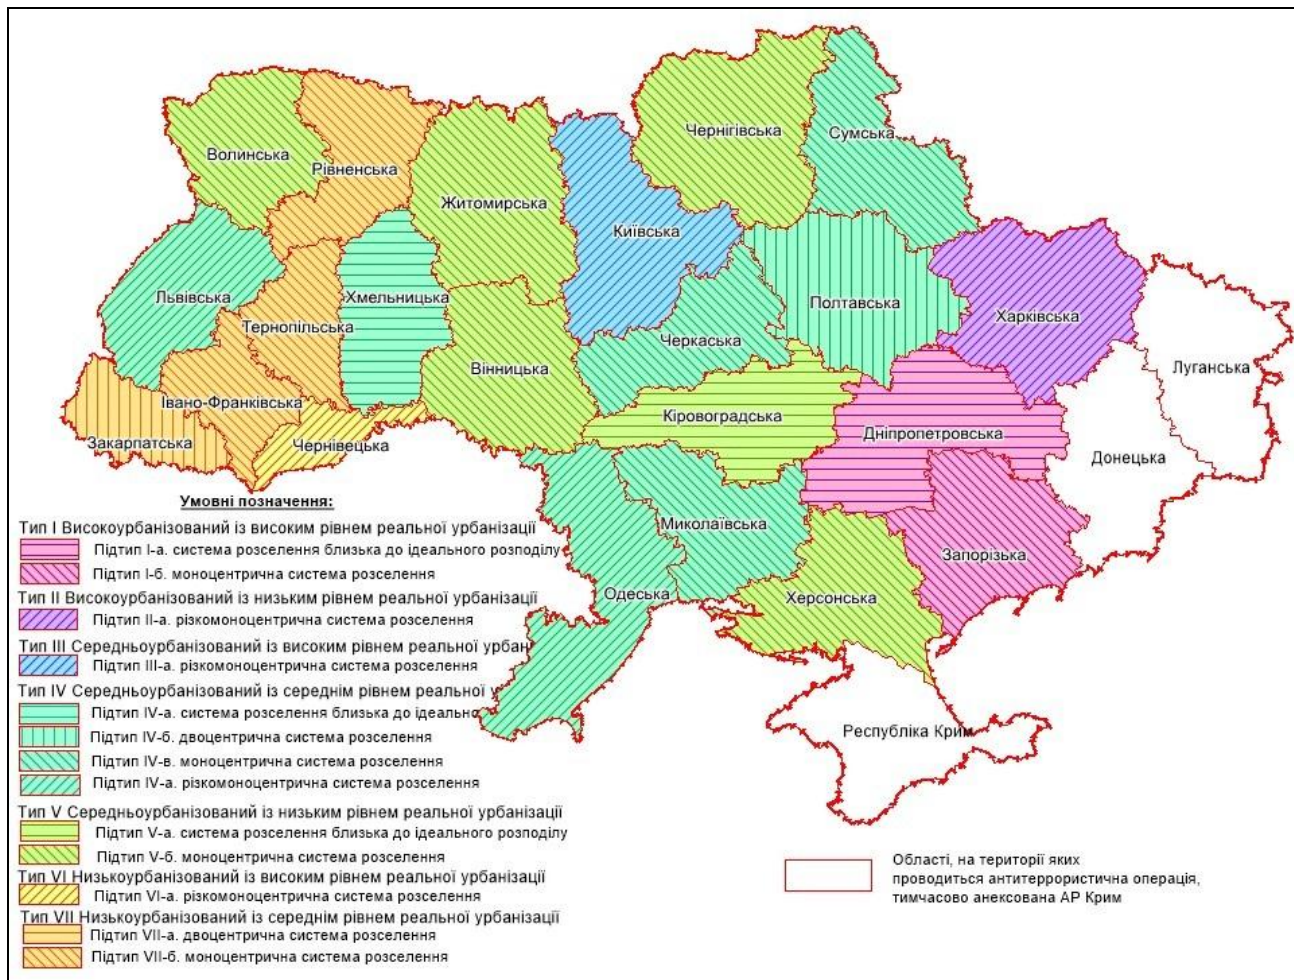 Чернігівська
Сумська
Волинська
Рівненська
Житомирська
Київська
Львівська
Хмельницька
Полтавська
Харківська
Тернопільська
Черкаська
Вінницька
Луганська
Івано-Франківська
Кіровоградська
Закарпатська
Чернівецька
Дніпропетровська
Донецька
Миколаївська
Запорізька
Одеська
Херсонська
Республіка Крим
Умовні позначення:
Тип I Високоурбанізований із високим рівнем реальної урбанізації
Підтип I-а. система розселення близька до ідеального розподілу
Підтип I-б. моноцентрична система розселення
Тип II Високоурбанізований із низьким рівнем реальної урбанізації
Підтип II-а. різкомоноцентрична система розселення
Тип III Середньоурбанізований із високим рівнем реальної урбан
Підтип III-а. різкомоноцентрична система розселення
Тип IV Середньоурбанізований із середнім рівнем реальної у
Підтип IV-а. система розселення близька до ідеально
Підтип IV-б. двоцентрична система розселення
Підтип IV-в. моноцентрична система розселення
Підтип IV-а. різкомоноцентрична система розселення
Тип V Середньоурбанізований із низьким рівнем реальної урбанізації
Підтип V-а. система розселення близька до ідеального розподілу
Підтип V-б. моноцентрична система розселення
Тип VI Низькоурбанізований із високим рівнем реальної урбанізації
Підтип VI-а. різкомоноцентрична система розселення
Тип VII Низькоурбанізований із середнім рівнем реальної урбанізації
Підтип VII-а. двоцентрична система розселення
Підтип VII-б. моноцентрична система розселення
Області, на території яких
проводиться антитеррористична операція,
тимчасово анексована АР Крим